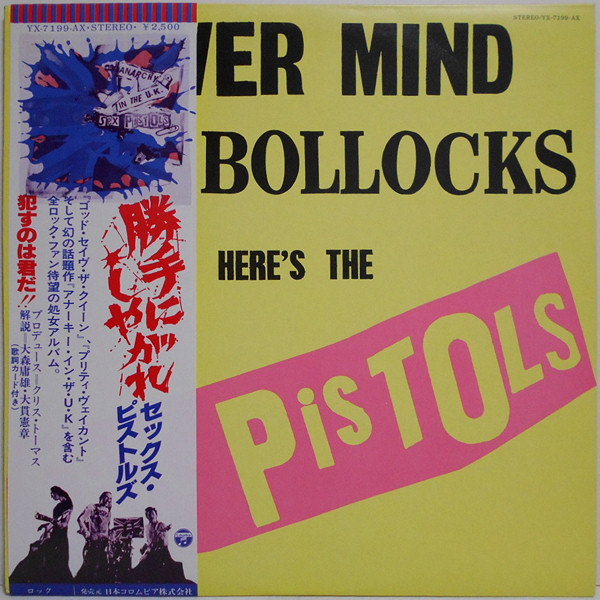 YX-7199-AX・STEREO・￥2,500
STEREO/YX-7199-AX
ANARCHY
IN THE U.K.
SEX PISTOLS
VER MIND
BOLLOCKS
HERE'S THE
PiSTOLS
勝手に
しやがれ
セックス・
ピストルズ
『ゴッド・セイヴ・ザ・クイーン』、『プリティ・ヴェイカント』
そして幻の話題作『アナーキー・イン・ザ・U・K』を含む
全ロック・ファン待望の処女アルバム。
犯すのは君だ!!
プロデュース＝クリス・トーマス
解説＝大森庸雄・大貫憲章
(歌詞カード付き)
ロック
発売元 日本コロムビア株式会社